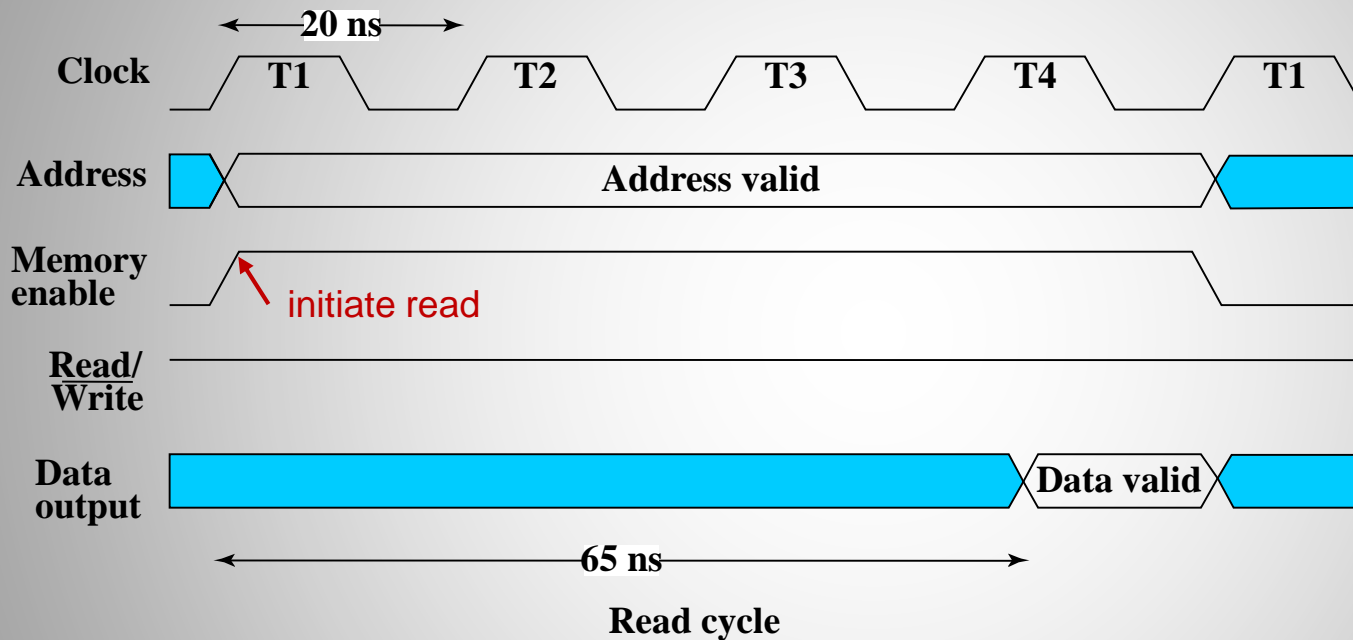 20 ns
Clock T1 T2 T3 T4 T1
Address Address valid
Memory
enable
initiate read
Read/
Write
Data
output
Data valid
65 ns
Read cycle